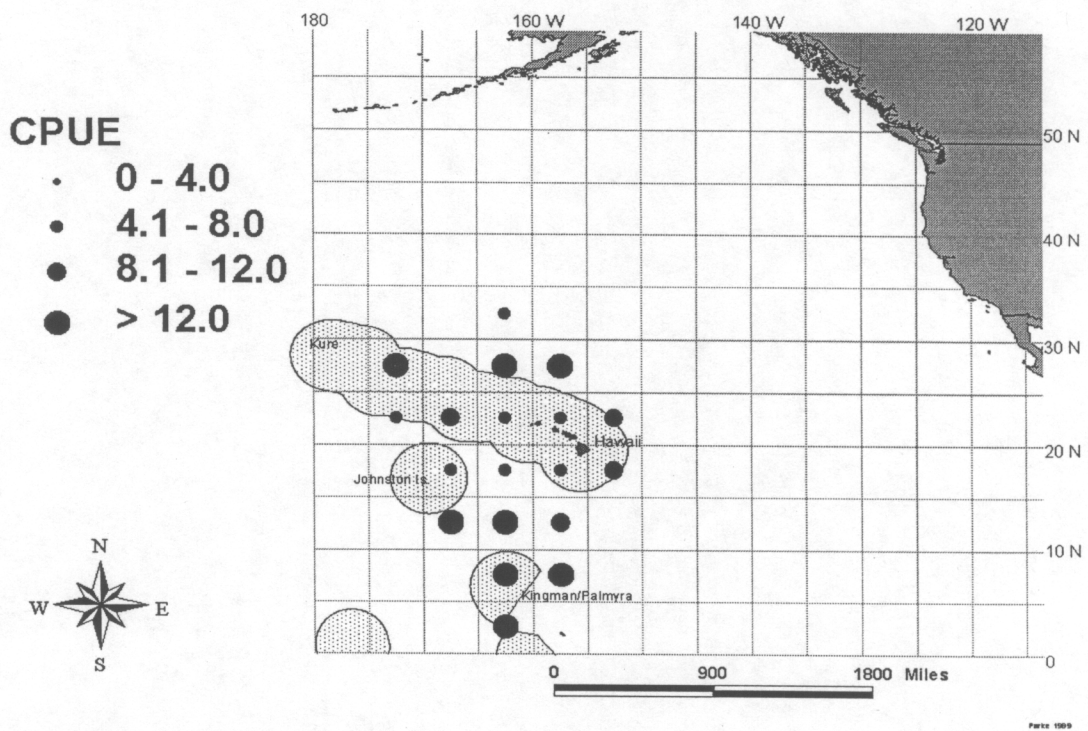 180 160 W 140 W 120 W
CPUE
0 - 4.0
4.1 - 8.0
8.1 - 12.0
> 12.0
50 N
40 N
30 N
20 N
10 N
0
Kure
Hawaii
Johnston Is.
Kingman/Palmyra
N
W E
S
0 900 1800 Miles